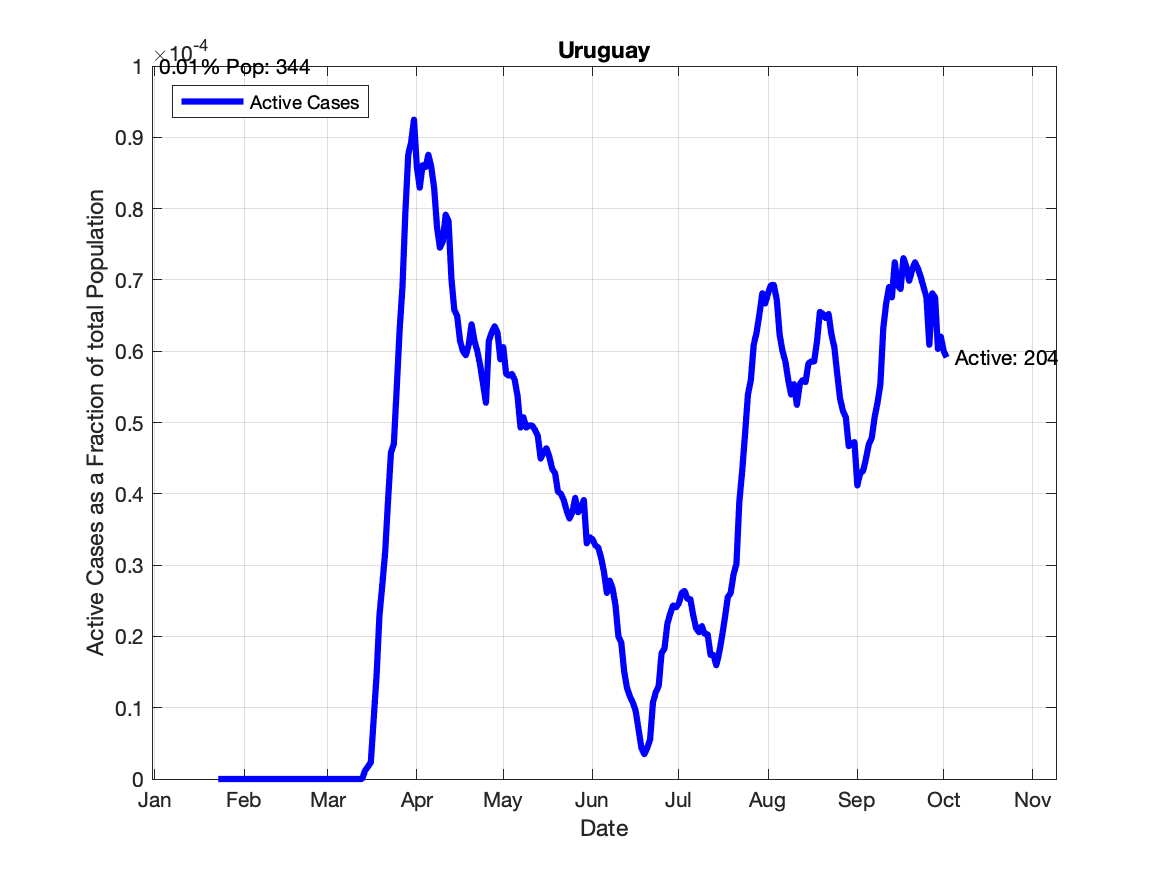 Uruguay
×10-4
0.01% Pop: 344
Active Cases
1
0.9
0.8
0.7
0.6
0.5
0.4
0.3
0.2
0.1
0
Active Cases as a Fraction of total Population
Active: 204
Jan Feb Mar Apr May Jun Jul Aug Sep Oct Nov
Date